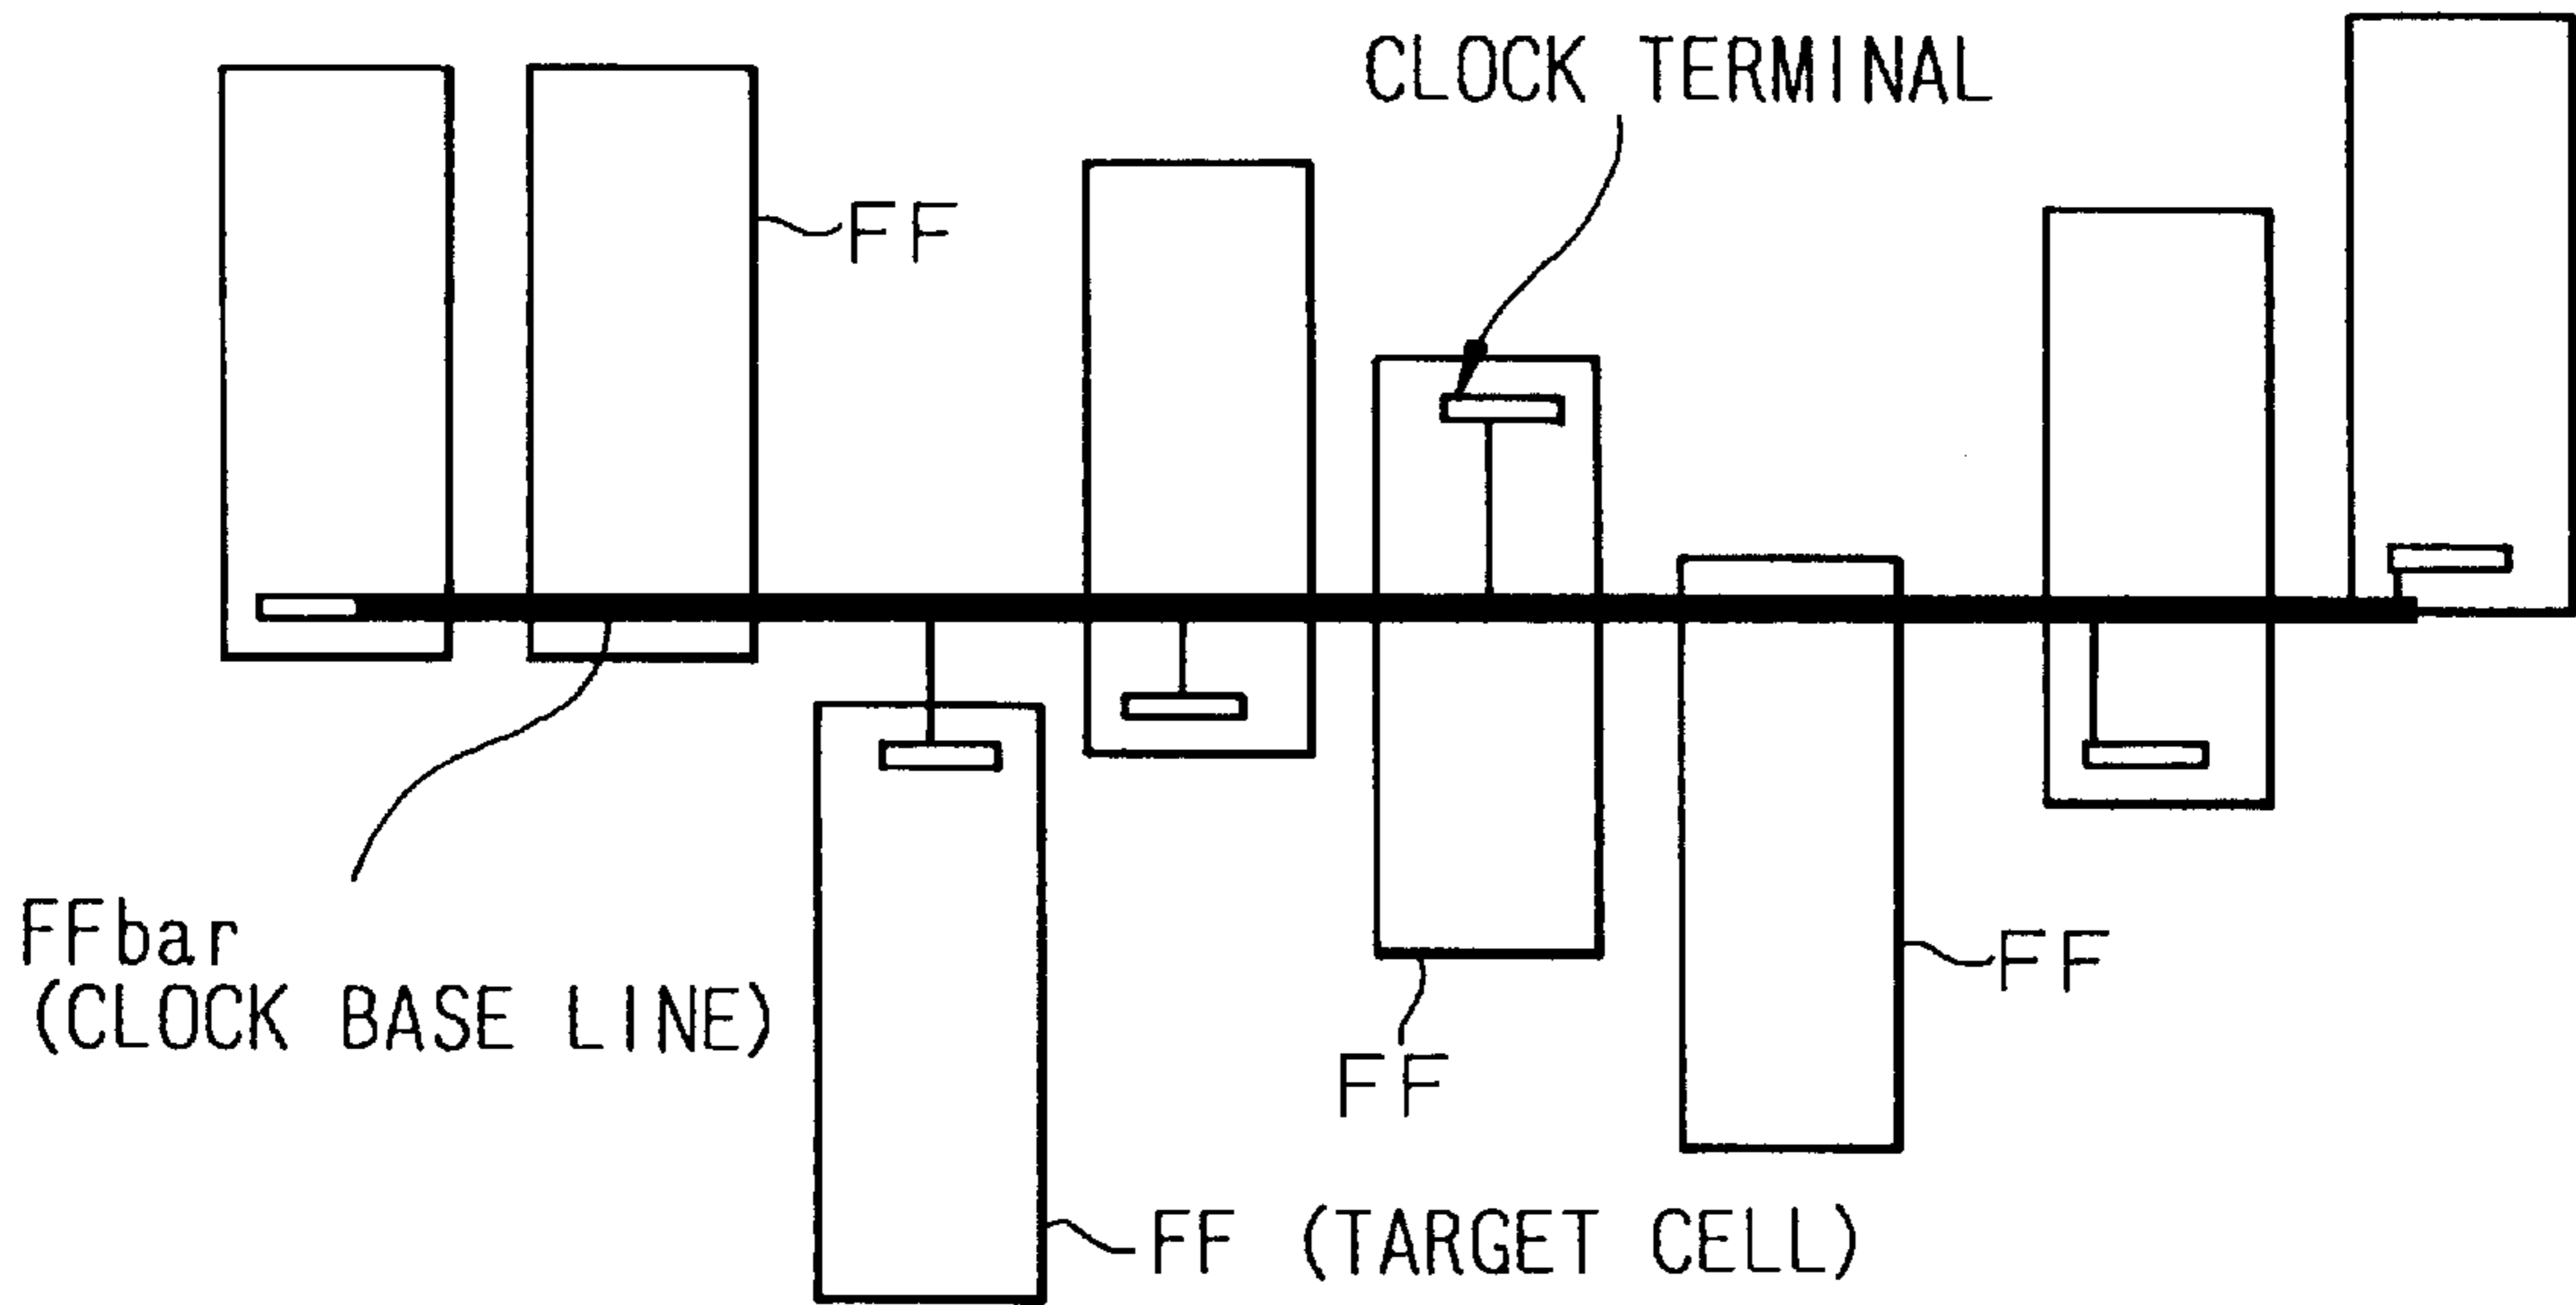 CLOCK TERMINAL
FF
FFbar
(CLOCK BASE LINE)
FF
FF
FF (TARGET CELL)